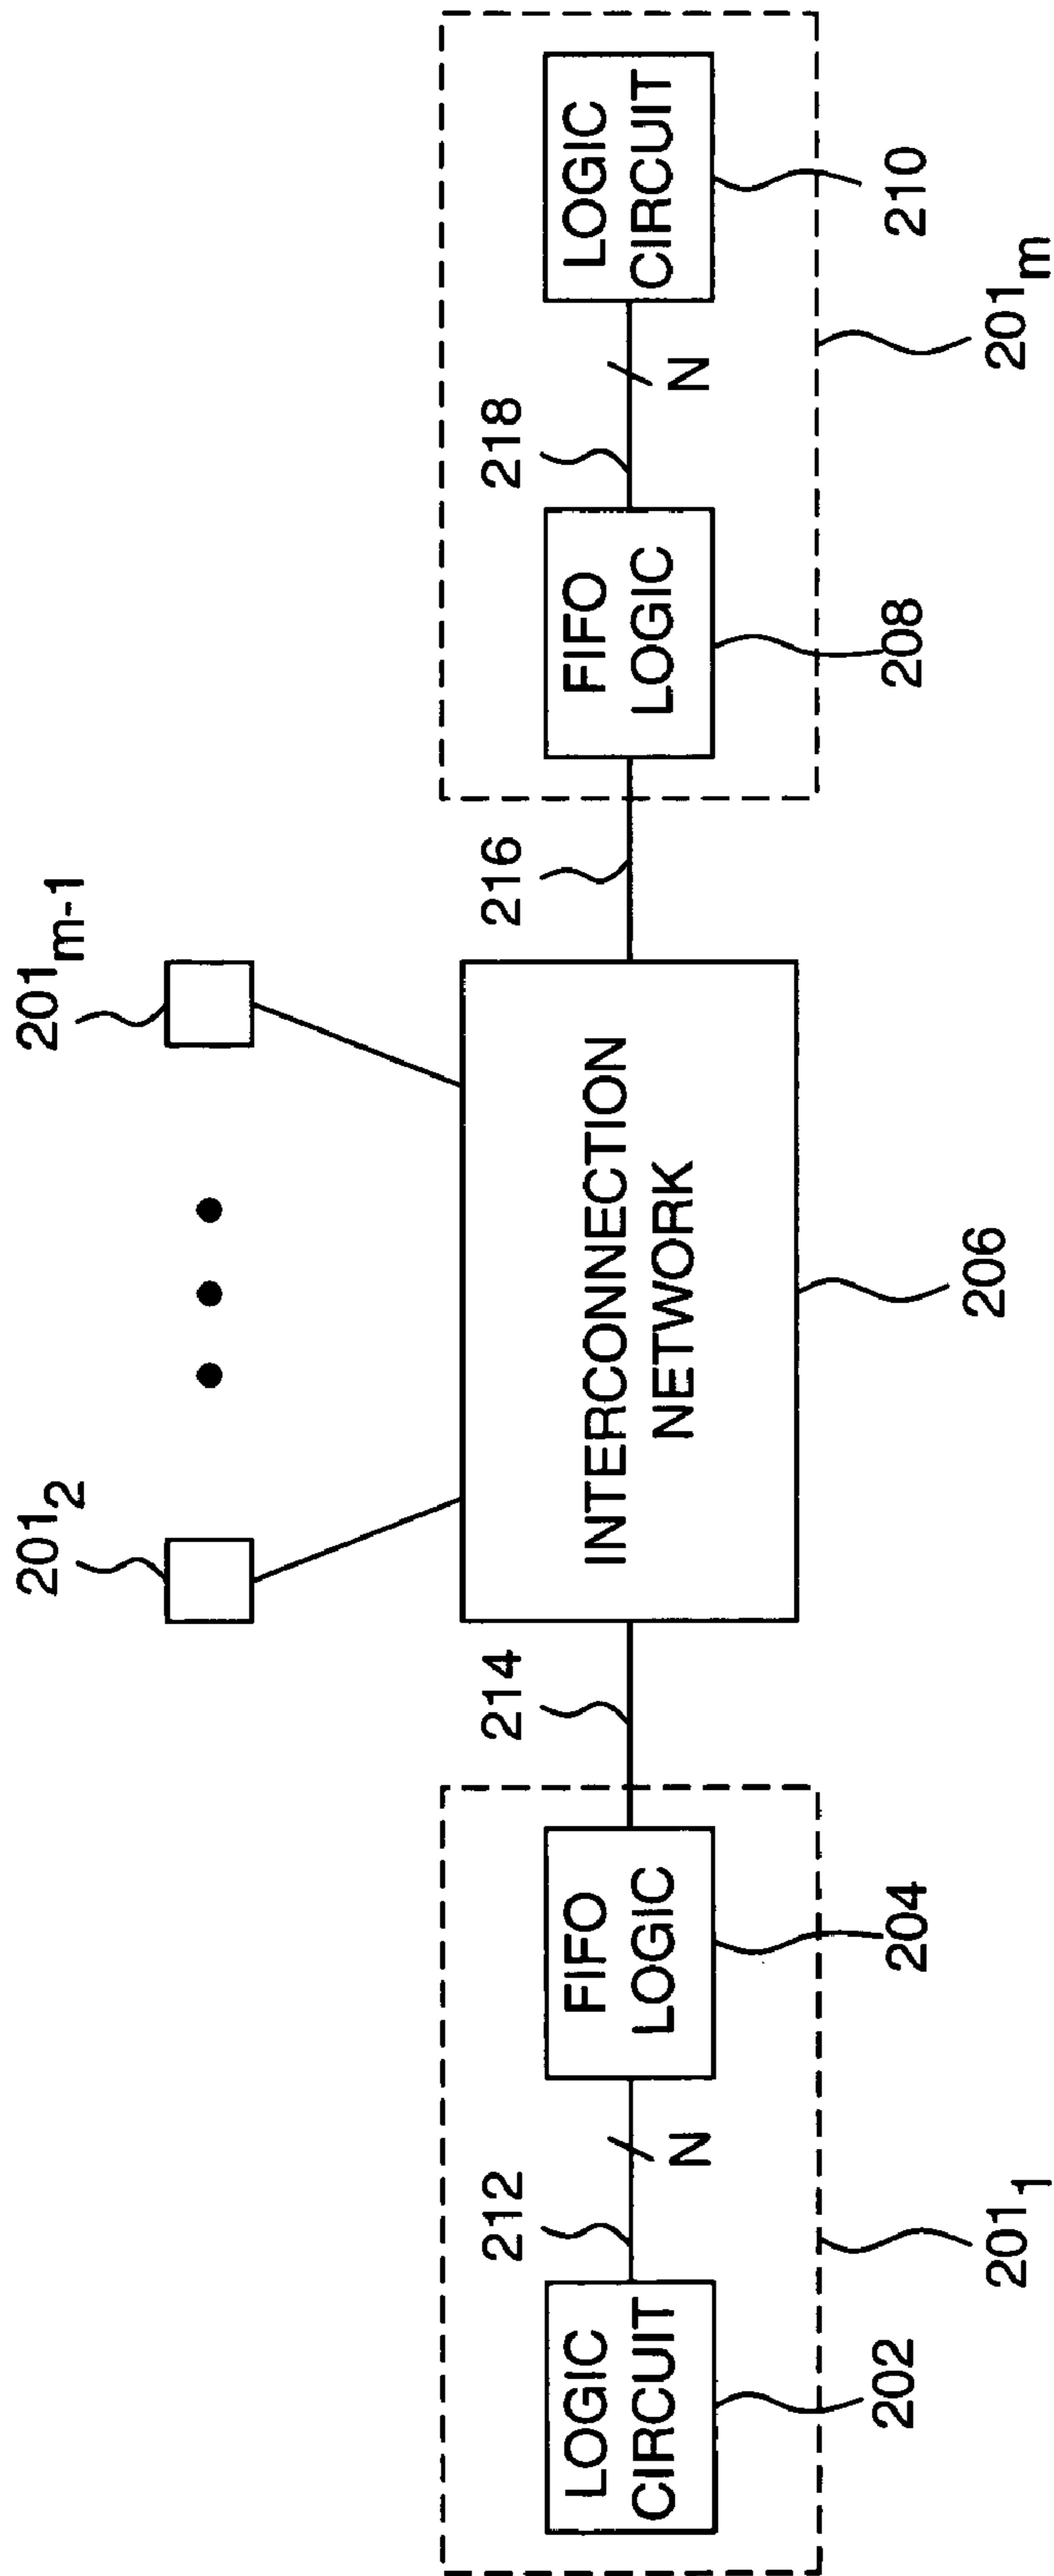 201₂
201ₘ₋₁
212
214
216
218
LOGIC
CIRCUIT
N
FIFO
LOGIC
INTERCONNECTION
NETWORK
FIFO
LOGIC
N
LOGIC
CIRCUIT
202
204
206
208
210
201₁
201ₘ